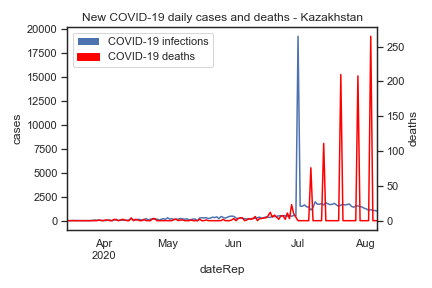 New COVID-19 daily cases and deaths - Kazakhstan
COVID-19 infections
COVID-19 deaths
cases
20000
17500
15000
12500
10000
7500
5000
2500
0
deaths
250
200
150
100
50
0
Apr
2020
May
Jun
Jul
Aug
dateRep